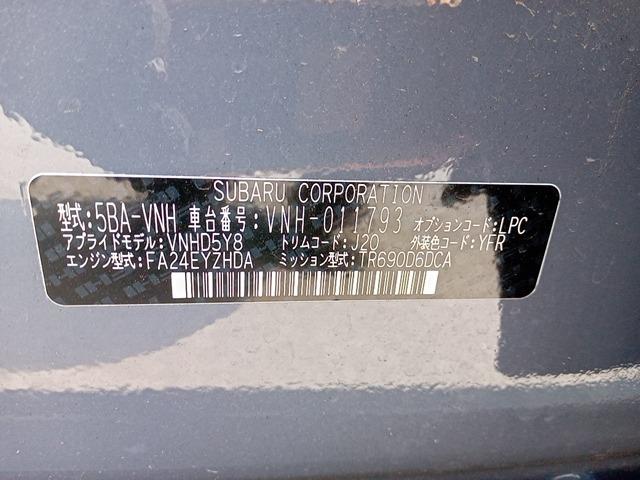 SUBARU CORPORATION
型式:5BA-VNH 車台番号:VNH-011793 オプションコード:LPC
アプライドモデル:VNHD5Y8 トリムコード:J20 外装色コード:YFR
エンジン型式:FA24EYZHDA ミッション型式:TR690D6DCA